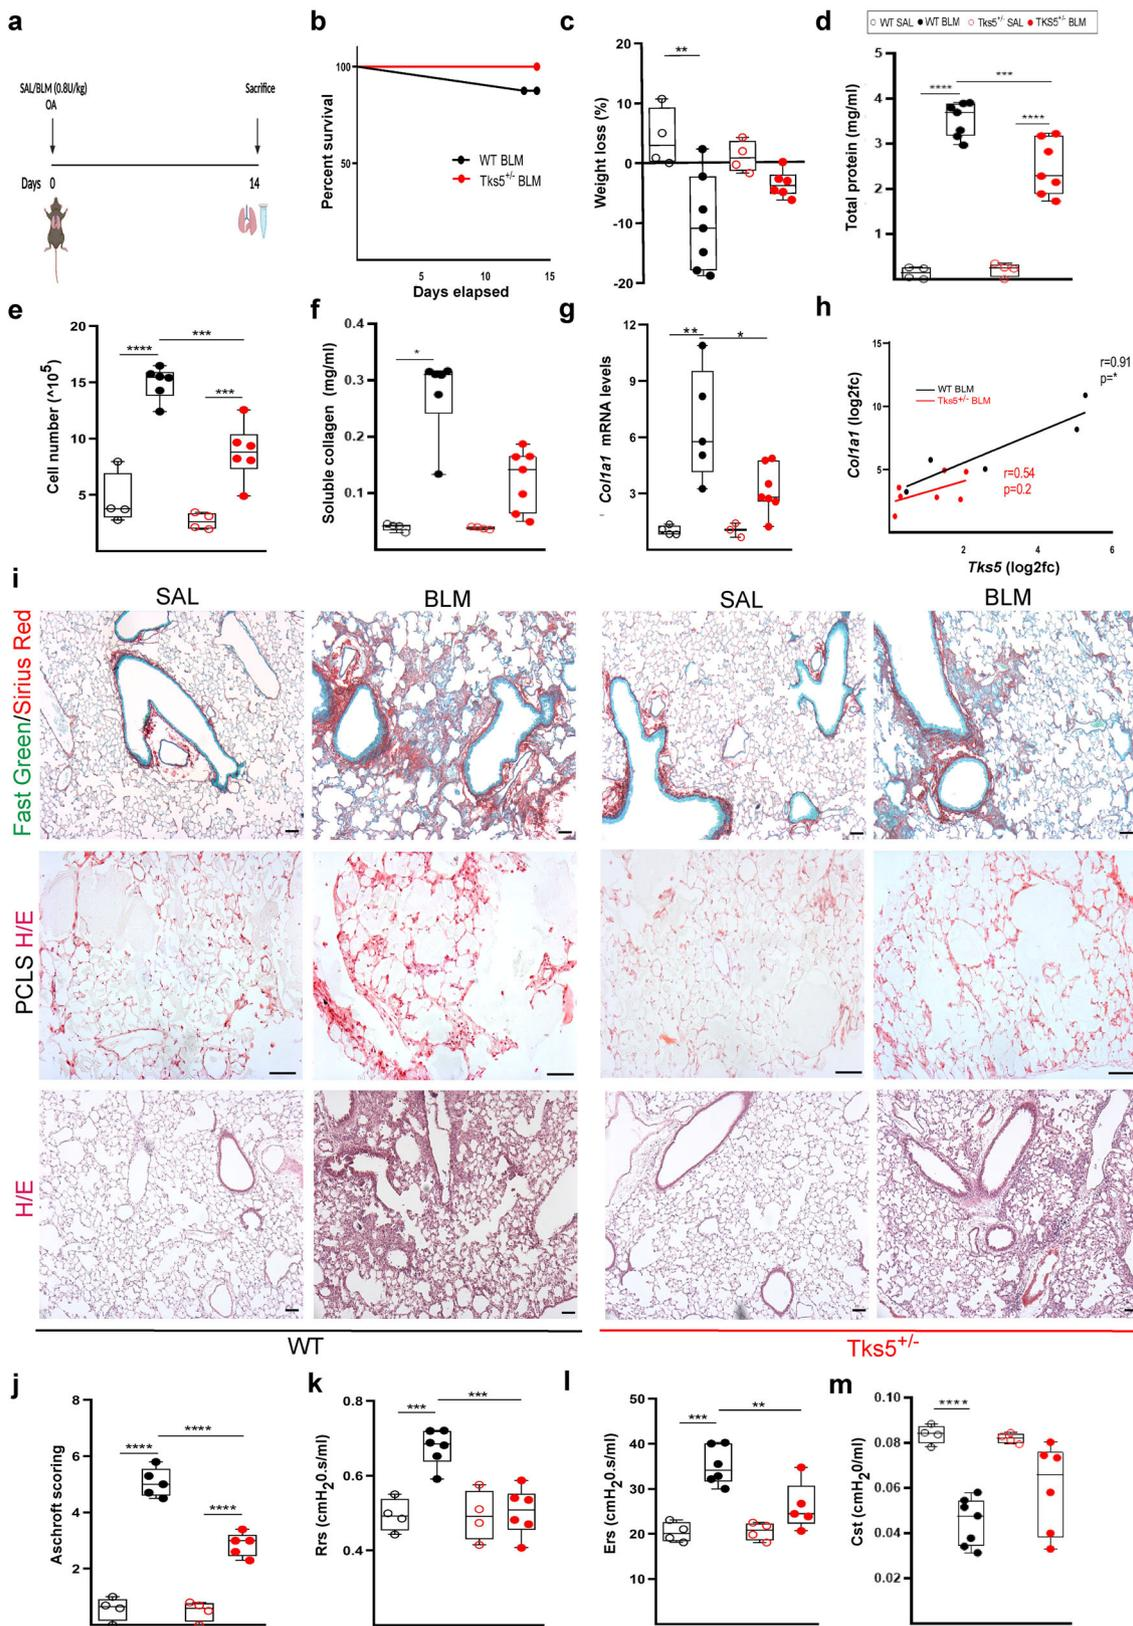 a
SAL/BLM (0.8U/kg)
OA
Sacrifice
Days 0
14
b
Percent survival
100
50
WT BLM
Tks5+/- BLM
5
10
15
Days elapsed
c
Weight loss (%)
20
10
0
-10
-20
**
d
WT SAL WT BLM Tks5+/- SAL TKS5+/- BLM
Total protein (mg/ml)
5
4
3
2
1
****
***
****
e
Cell number (^10^5)
20
15
10
5
****
***
***
f
Soluble collagen (mg/ml)
0.4
0.3
0.2
0.1
*
g
Col1a1 mRNA levels
12
9
6
3
**
*
h
Col1a1 (log2fc)
15
10
5
WT BLM
Tks5+/- BLM
r=0.91
p=*
r=0.54
p=0.2
2
4
6
Tks5 (log2fc)
i
SAL
BLM
SAL
BLM
Fast Green/Sirius Red
PCLS H/E
H/E
WT
Tks5+/-
j
Aschroft scoring
8
6
4
2
****
****
****
k
Rrs (cmH20.s/ml)
0.8
0.6
0.4
***
***
l
Ers (cmH20.s/ml)
50
40
30
20
10
***
**
m
Cst (cmH20/ml)
0.10
0.08
0.06
0.04
0.02
****